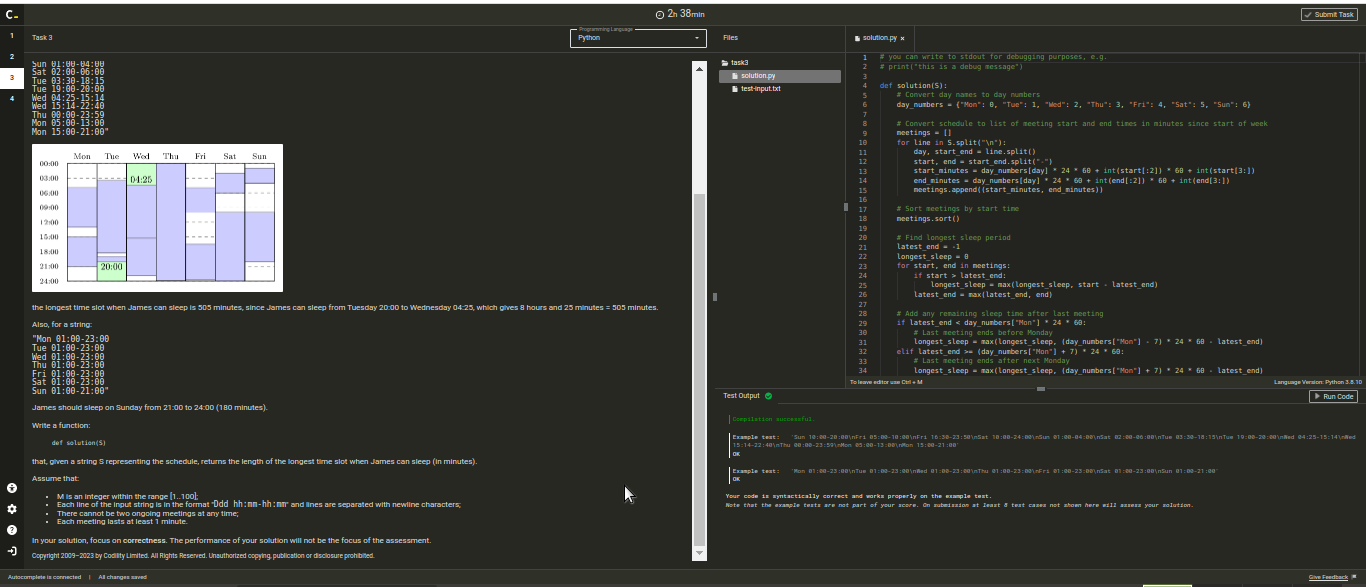 C.
2h 38min
Submit Task
1
2
3
4
Task 3
Programming Language
Python
Sun 01:00-04:00
Sat 02:00-06:00
Tue 03:30-18:15
Tue 19:00-20:00
Wed 04:25-15:14
Wed 15:14-22:40
Thu 00:00-23:59
Mon 05:00-13:00
Mon 15:00-21:00"
Mon Tue Wed Thu Fri Sat Sun
00:00
03:00
04:25
06:00
09:00
12:00
15:00
18:00
21:00
20:00
24:00
the longest time slot when James can sleep is 505 minutes, since James can sleep from Tuesday 20:00 to Wednesday 04:25, which gives 8 hours and 25 minutes = 505 minutes.
Also, for a string:
"Mon 01:00-23:00
Tue 01:00-23:00
Wed 01:00-23:00
Thu 01:00-23:00
Fri 01:00-23:00
Sat 01:00-23:00
Sun 01:00-21:00"
James should sleep on Sunday from 21:00 to 24:00 (180 minutes).
Write a function:
def solution(S)
that, given a string S representing the schedule, returns the length of the longest time slot when James can sleep (in minutes).
Assume that:
• M is an integer within the range [1..100];
• Each line of the input string is in the format "Ddd hh:mm-hh:mm" and lines are separated with newline characters;
• There cannot be two ongoing meetings at any time;
• Each meeting lasts at least 1 minute.
In your solution, focus on correctness. The performance of your solution will not be the focus of the assessment.
Copyright 2009–2023 by Codility Limited. All Rights Reserved. Unauthorized copying, publication or disclosure prohibited.
Files
task3
solution.py
test-input.txt
solution.py x
1 # you can write to stdout for debugging purposes, e.g.
2 # print("this is a debug message")
3
4 def solution(S):
5 # Convert day names to day numbers
6 day_numbers = {"Mon": 0, "Tue": 1, "Wed": 2, "Thu": 3, "Fri": 4, "Sat": 5, "Sun": 6}
7
8 # Convert schedule to list of meeting start and end times in minutes since start of week
9 meetings = []
10 for line in S.split("\n"):
11 day, start_end = line.split()
12 start, end = start_end.split("-")
13 start_minutes = day_numbers[day] * 24 * 60 + int(start[:2]) * 60 + int(start[3:])
14 end_minutes = day_numbers[day] * 24 * 60 + int(end[:2]) * 60 + int(end[3:])
15 meetings.append((start_minutes, end_minutes))
16
17 # Sort meetings by start time
18 meetings.sort()
19
20 # Find longest sleep period
21 latest_end = -1
22 longest_sleep = 0
23 for start, end in meetings:
24 if start > latest_end:
25 longest_sleep = max(longest_sleep, start - latest_end)
26 latest_end = max(latest_end, end)
27
28 # Add any remaining sleep time after last meeting
29 if latest_end < day_numbers["Mon"] * 24 * 60:
30 # Last meeting ends before Monday
31 longest_sleep = max(longest_sleep, (day_numbers["Mon"] - 7) * 24 * 60 - latest_end)
32 elif latest_end >= (day_numbers["Mon"] + 7) * 24 * 60:
33 # Last meeting ends after next Monday
34 longest_sleep = max(longest_sleep, (day_numbers["Mon"] + 7) * 24 * 60 - latest_end)
To leave editor use Ctrl + M
Language Version: Python 3.8.10
Test Output
Run Code
Compilation successful.
Example test: 'Sun 10:00-20:00\nFri 05:00-10:00\nFri 16:30-23:50\nSat 10:00-24:00\nSun 01:00-04:00\nSat 02:00-06:00\nTue 03:30-18:15\nTue 19:00-20:00\nWed 04:25-15:14\nWed
15:14-22:40\nThu 00:00-23:59\nMon 05:00-13:00\nMon 15:00-21:00'
OK
Example test: 'Mon 01:00-23:00\nTue 01:00-23:00\nWed 01:00-23:00\nThu 01:00-23:00\nFri 01:00-23:00\nSat 01:00-23:00\nSun 01:00-21:00'
OK
Your code is syntactically correct and works properly on the example test.
Note that the example tests are not part of your score. On submission at least 8 test cases not shown here will assess your solution.
Autocomplete is connected | All changes saved
Give Feedback